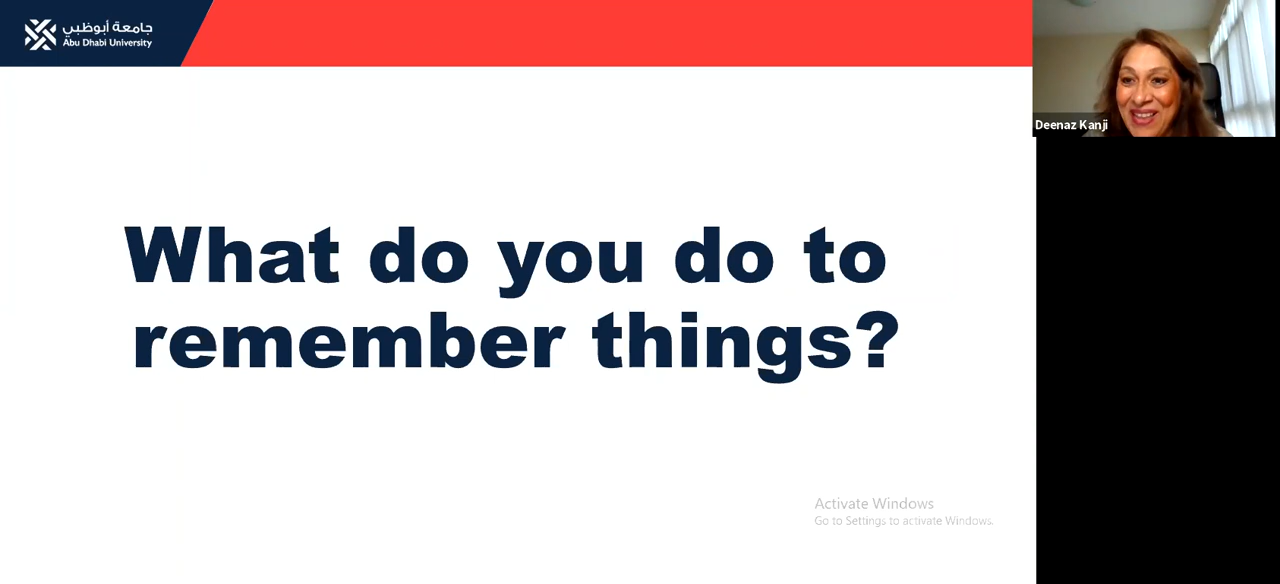 جامعة أبوظبي
Abu Dhabi University
Deenaz Kanji
What do you do to
remember things?
Activate Windows
Go to Settings to activate Windows.